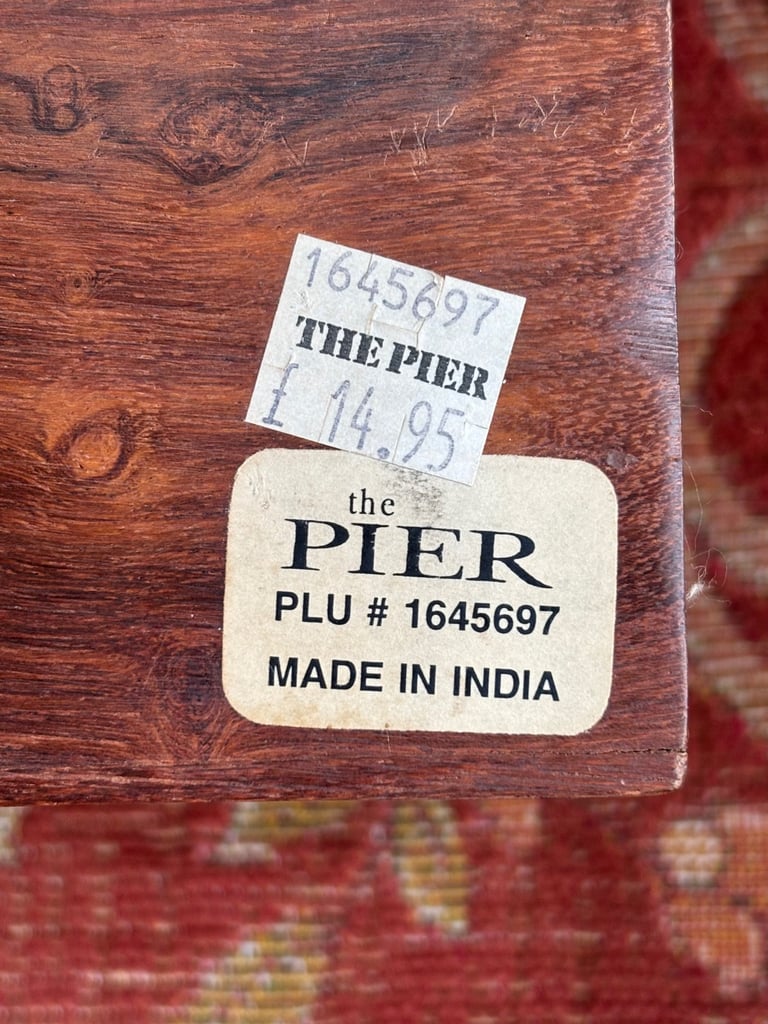 1645697
THE PIER
£ 14.95
the
PIER
PLU # 1645697
MADE IN INDIA